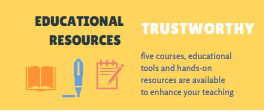 EDUCATIONAL
RESOURCES
TRUSTWORTHY
five courses, educational
tools and hands-on
resources are available
to enhance your teaching